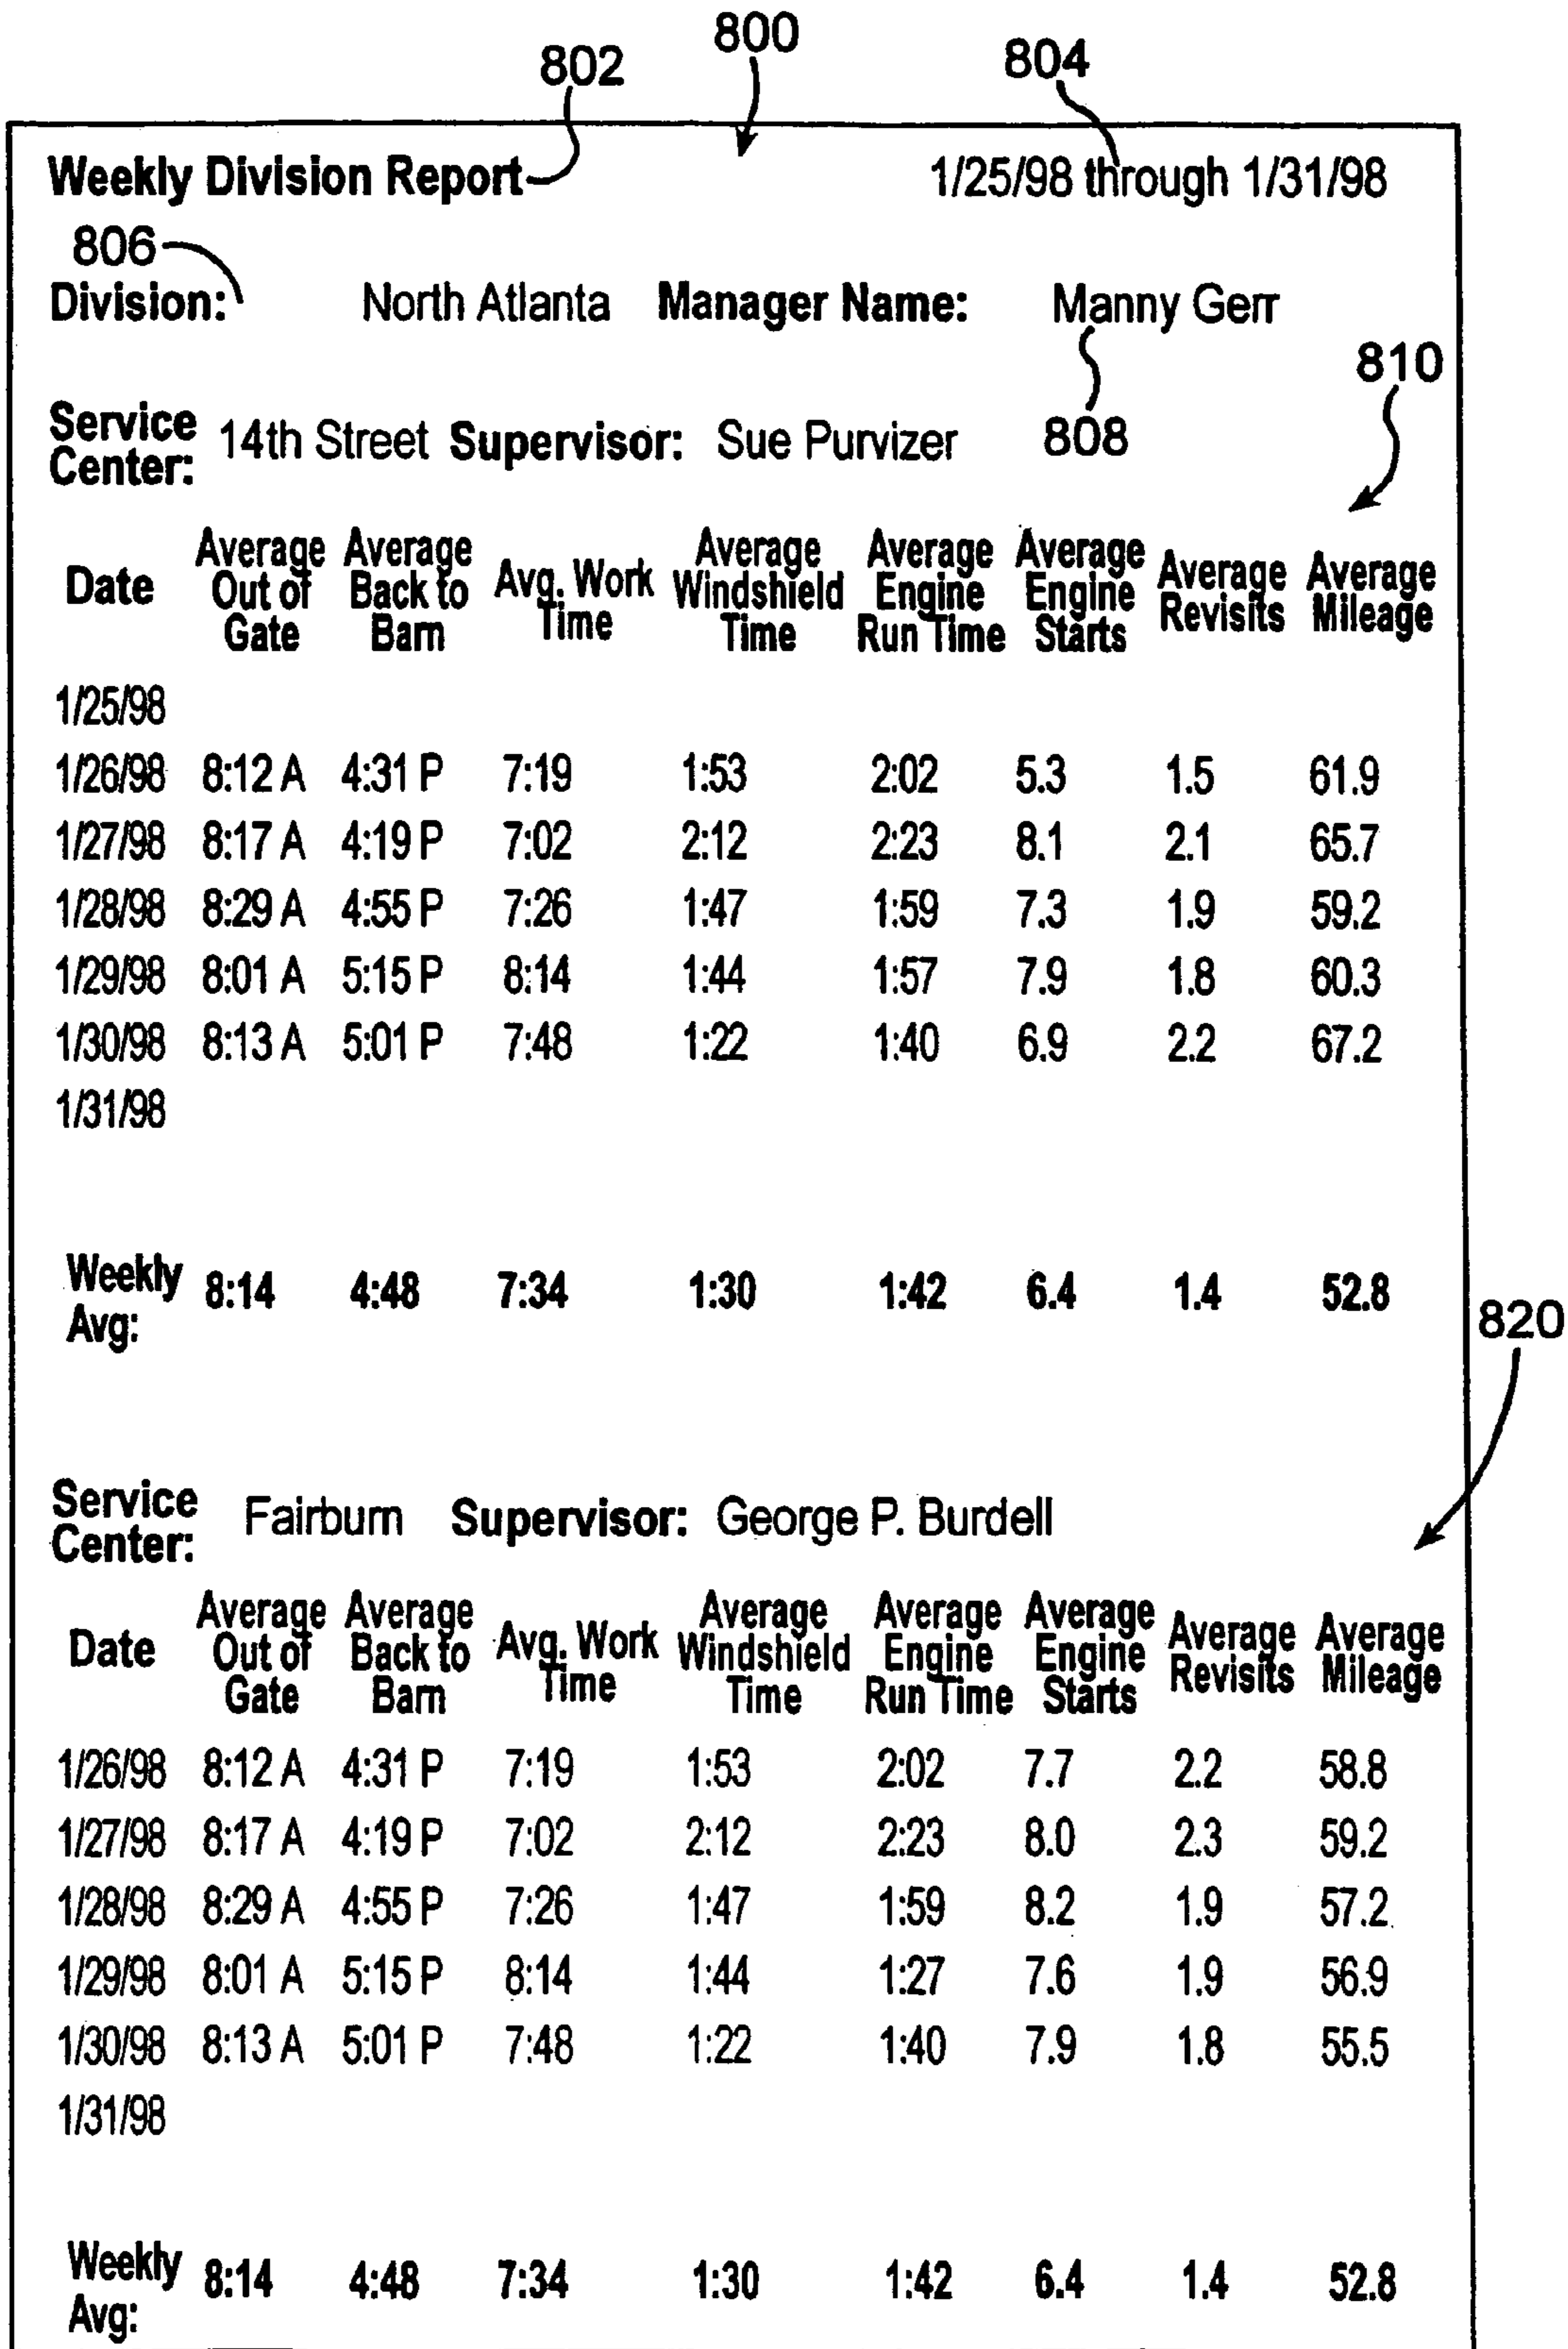 802 800 804
Weekly Division Report 1/25/98 through 1/31/98
806
Division: North Atlanta Manager Name: Manny Gerr
810
Service Center: 14th Street Supervisor: Sue Purvizer 808
Date Average Out of Gate Average Back to Barn Avg. Work Time Average Windshield Time Average Engine Run Time Average Engine Starts Average Revisits Average Mileage
1/25/98
1/26/98 8:12 A 4:31 P 7:19 1:53 2:02 5.3 1.5 61.9
1/27/98 8:17 A 4:19 P 7:02 2:12 2:23 8.1 2.1 65.7
1/28/98 8:29 A 4:55 P 7:26 1:47 1:59 7.3 1.9 59.2
1/29/98 8:01 A 5:15 P 8:14 1:44 1:57 7.9 1.8 60.3
1/30/98 8:13 A 5:01 P 7:48 1:22 1:40 6.9 2.2 67.2
1/31/98
Weekly Avg: 8:14 4:48 7:34 1:30 1:42 6.4 1.4 52.8
820
Service Center: Fairburn Supervisor: George P. Burdell
Date Average Out of Gate Average Back to Barn Avg. Work Time Average Windshield Time Average Engine Run Time Average Engine Starts Average Revisits Average Mileage
1/26/98 8:12 A 4:31 P 7:19 1:53 2:02 7.7 2.2 58.8
1/27/98 8:17 A 4:19 P 7:02 2:12 2:23 8.0 2.3 59.2
1/28/98 8:29 A 4:55 P 7:26 1:47 1:59 8.2 1.9 57.2
1/29/98 8:01 A 5:15 P 8:14 1:44 1:27 7.6 1.9 56.9
1/30/98 8:13 A 5:01 P 7:48 1:22 1:40 7.9 1.8 55.5
1/31/98
Weekly Avg: 8:14 4:48 7:34 1:30 1:42 6.4 1.4 52.8